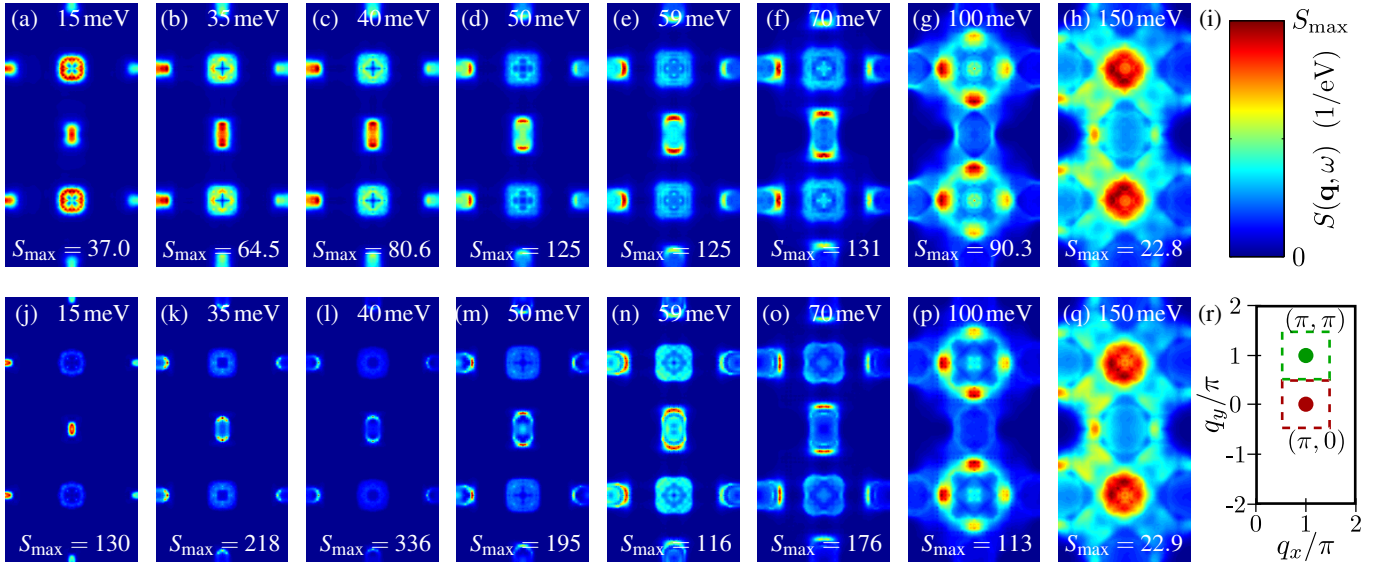 (a) 15 meV
(b) 35 meV
(c) 40 meV
(d) 50 meV
(e) 59 meV
(f) 70 meV
(g) 100 meV
(h) 150 meV
(i) S_max
S(q, ω) (1/eV)
0
S_max = 37.0
S_max = 64.5
S_max = 80.6
S_max = 125
S_max = 125
S_max = 131
S_max = 90.3
S_max = 22.8
(j) 15 meV
(k) 35 meV
(l) 40 meV
(m) 50 meV
(n) 59 meV
(o) 70 meV
(p) 100 meV
(q) 150 meV
(r)
S_max = 130
S_max = 218
S_max = 336
S_max = 195
S_max = 116
S_max = 176
S_max = 113
S_max = 22.9
2
1
0
-1
-2
q_y/π
(π, π)
(π, 0)
0 1 2
q_x/π